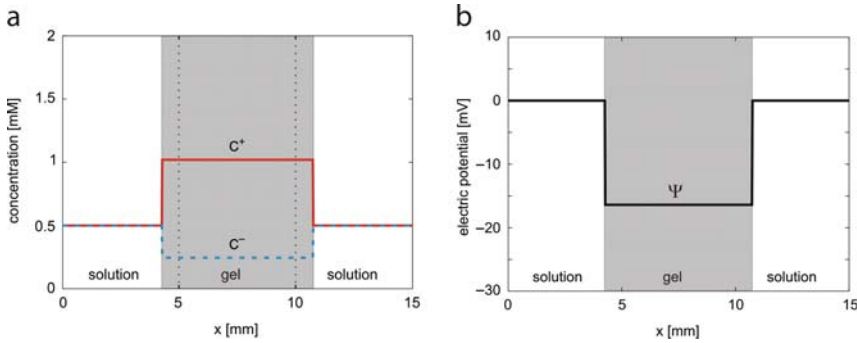 a
concentration [mM]
2
1.5
1
0.5
0
C⁺
C⁻
solution
gel
solution
0
5
10
15
x [mm]
b
electric potential [mV]
10
0
−10
−20
−30
Ψ
solution
gel
solution
0
5
10
15
x [mm]